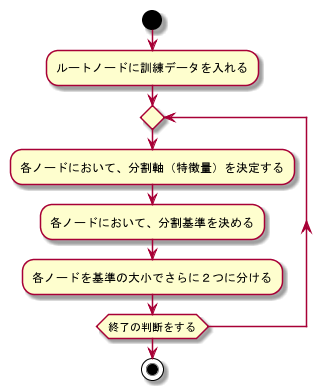 ルートノードに訓練データを入れる
各ノードにおいて、分割軸（特徴量）を決定する
各ノードにおいて、分割基準を決める
各ノードを基準の大小でさらに２つに分ける
終了の判断をする